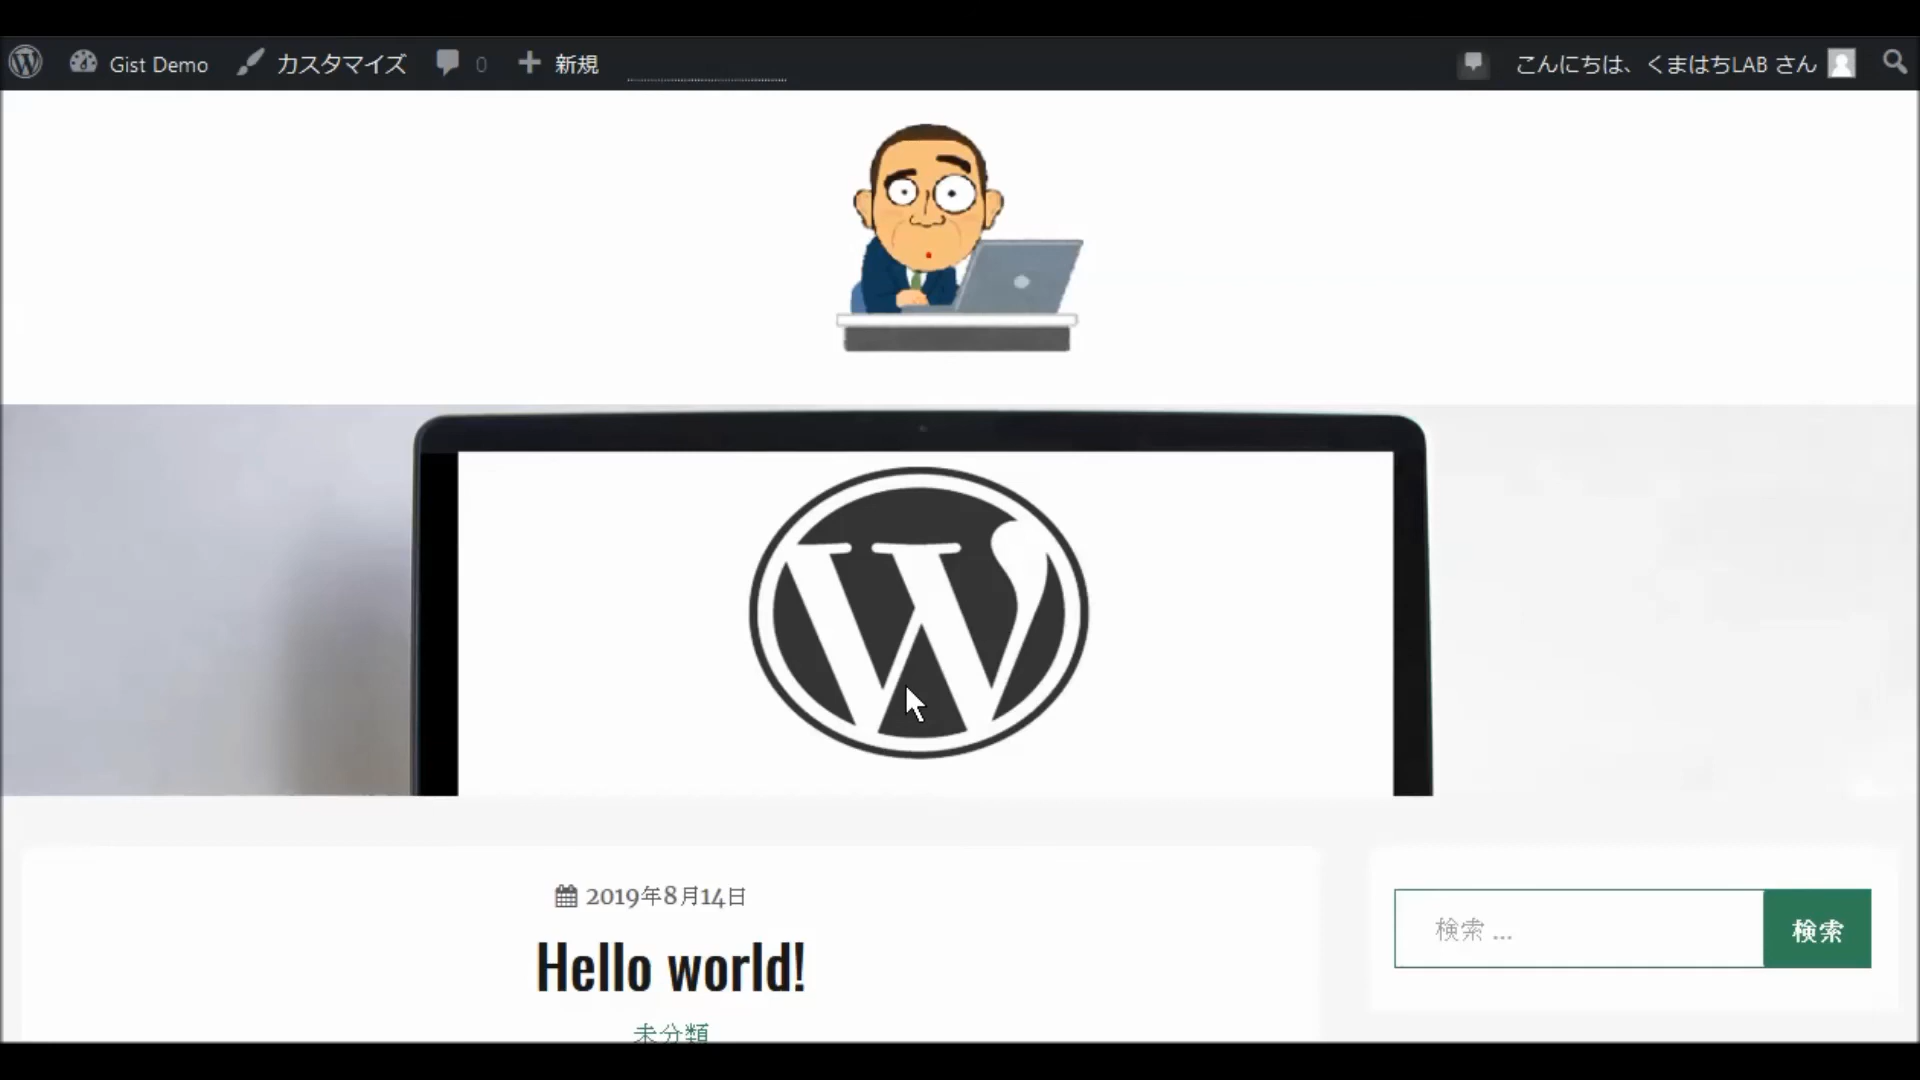 Gist Demo カスタマイズ 0 新規 こんにちは、くまはちLAB さん
2019年8月14日
Hello world!
未分類
検索 ...
検索